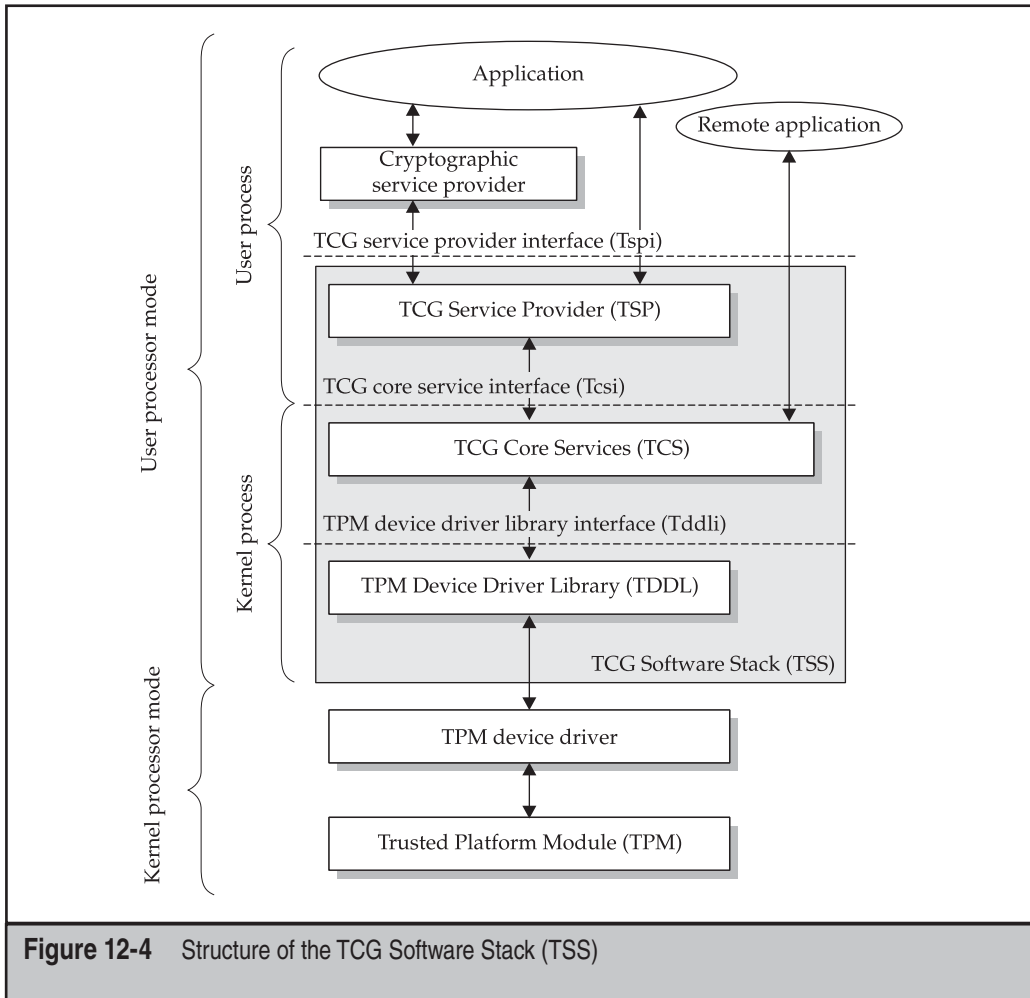 Application
Remote application
Cryptographic
service provider
TCG service provider interface (Tspi)
TCG Service Provider (TSP)
TCG core service interface (Tcsi)
TCG Core Services (TCS)
TPM device driver library interface (Tddli)
TPM Device Driver Library (TDDL)
TCG Software Stack (TSS)
TPM device driver
Trusted Platform Module (TPM)
User process
Kernel process
User processor mode
Kernel processor mode
Figure 12-4 Structure of the TCG Software Stack (TSS)